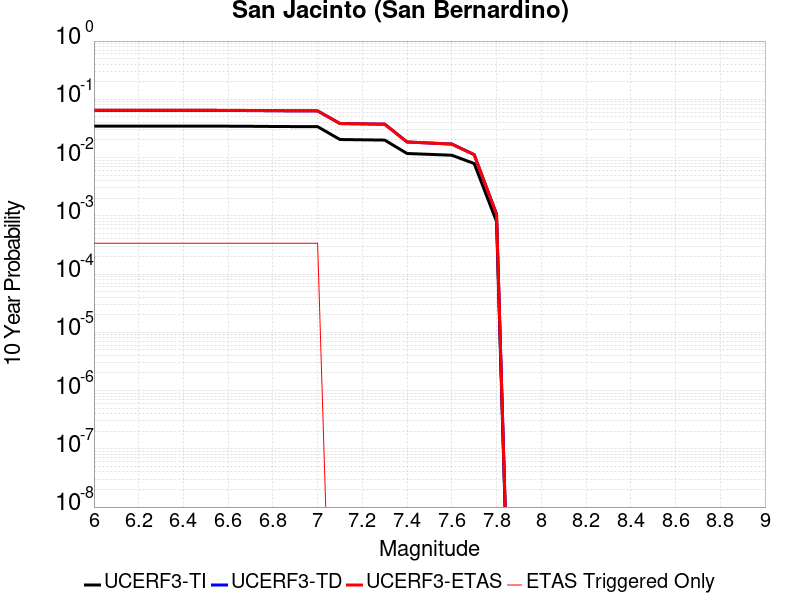 San Jacinto (San Bernardino)
10 0
10 -1
10 -2
10 -3
10 -4
10 -5
10 -6
10 -7
10 -8
10 Year Probability
6 6.2 6.4 6.6 6.8 7 7.2 7.4 7.6 7.8 8 8.2 8.4 8.6 8.8 9
Magnitude
UCERF3-TI UCERF3-TD UCERF3-ETAS ETAS Triggered Only